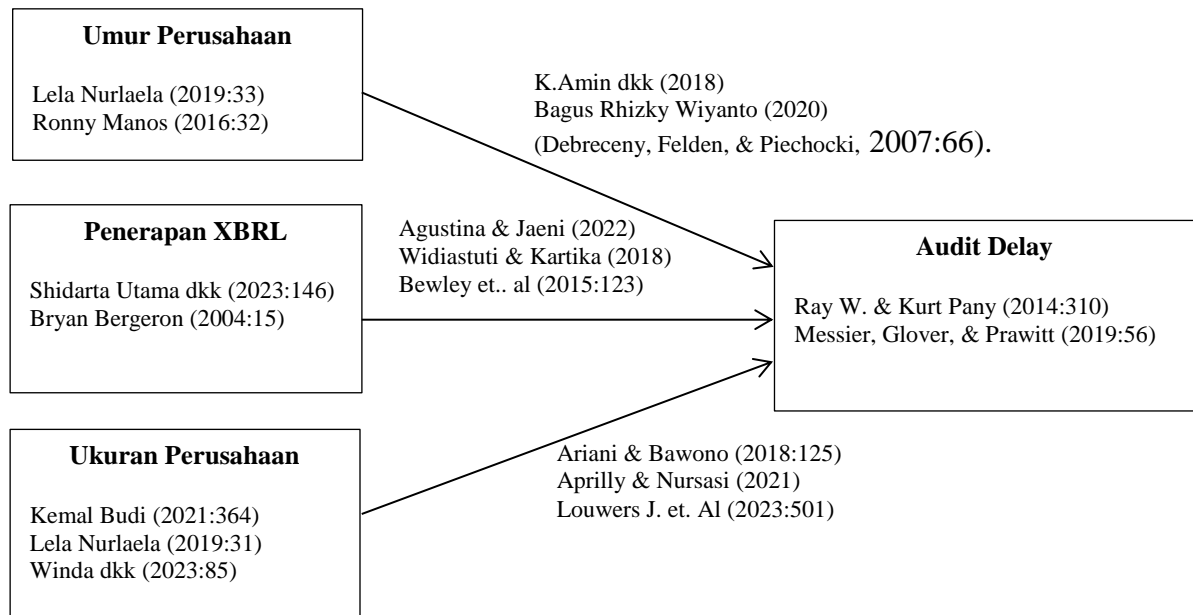 Umur Perusahaan
Lela Nurlaela (2019:33)
Ronny Manos (2016:32)
K.Amin dkk (2018)
Bagus Rhizky Wiyanto (2020)
(Debreceny, Felden, & Piechocki, 2007:66).
Penerapan XBRL
Shidarta Utama dkk (2023:146)
Bryan Bergeron (2004:15)
Agustina & Jaeni (2022)
Widiastuti & Kartika (2018)
Bewley et.. al (2015:123)
Audit Delay
Ray W. & Kurt Pany (2014:310)
Messier, Glover, & Prawitt (2019:56)
Ukuran Perusahaan
Kemal Budi (2021:364)
Lela Nurlaela (2019:31)
Winda dkk (2023:85)
Ariani & Bawono (2018:125)
Aprilly & Nursasi (2021)
Louwers J. et. Al (2023:501)